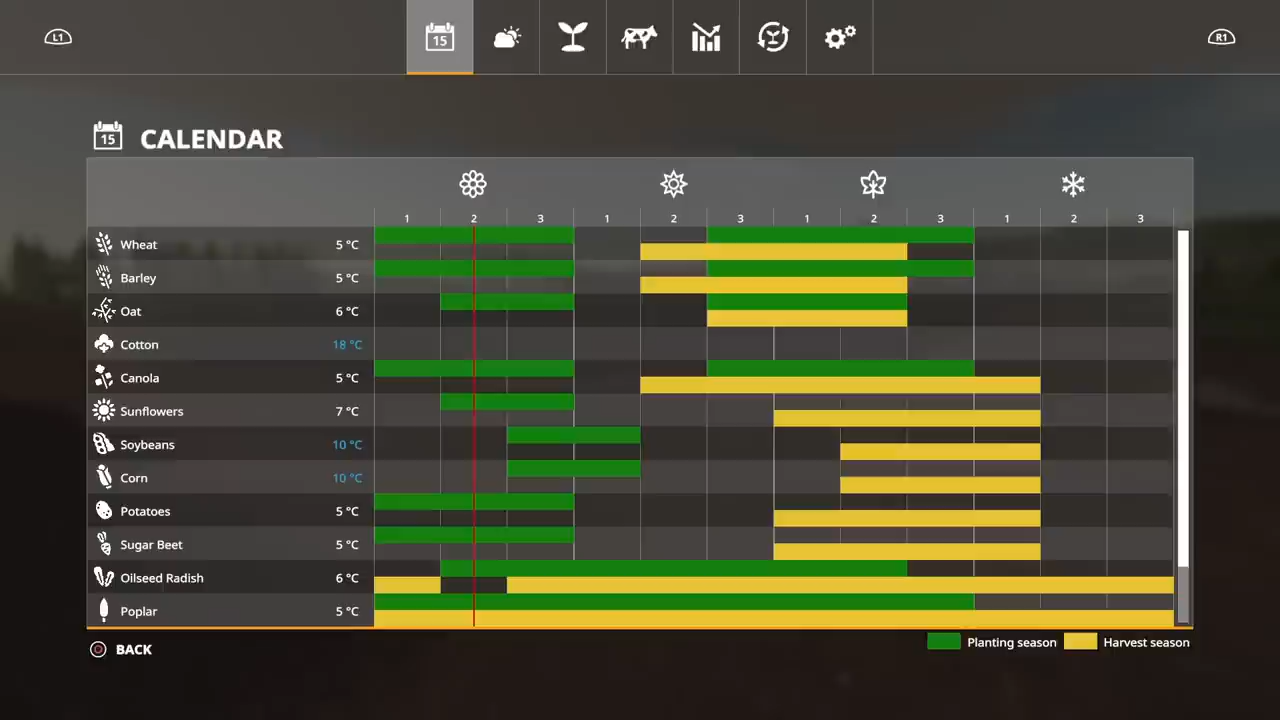 L1 15 R1
15 CALENDAR
1 2 3 1 2 3 1 2 3 1 2 3
Wheat 5 °C
Barley 5 °C
Oat 6 °C
Cotton 18 °C
Canola 5 °C
Sunflowers 7 °C
Soybeans 10 °C
Corn 10 °C
Potatoes 5 °C
Sugar Beet 5 °C
Oilseed Radish 6 °C
Poplar 5 °C
BACK Planting season Harvest season